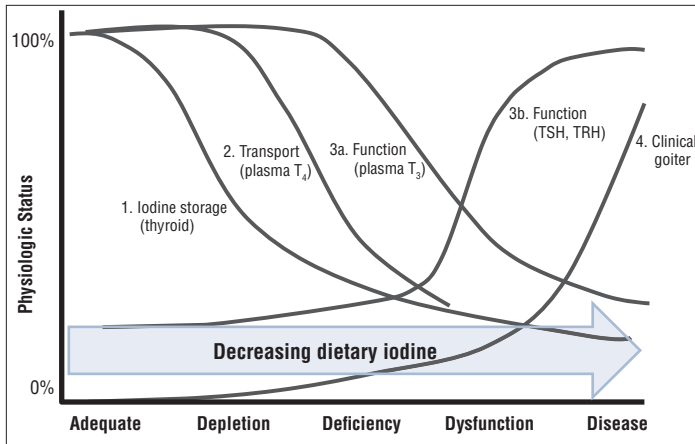 100%
Physiologic Status
0%
1. Iodine storage
(thyroid)
2. Transport
(plasma T₄)
3a. Function
(plasma T₃)
3b. Function
(TSH, TRH)
4. Clinical
goiter
Decreasing dietary iodine
Adequate Depletion Deficiency Dysfunction Disease